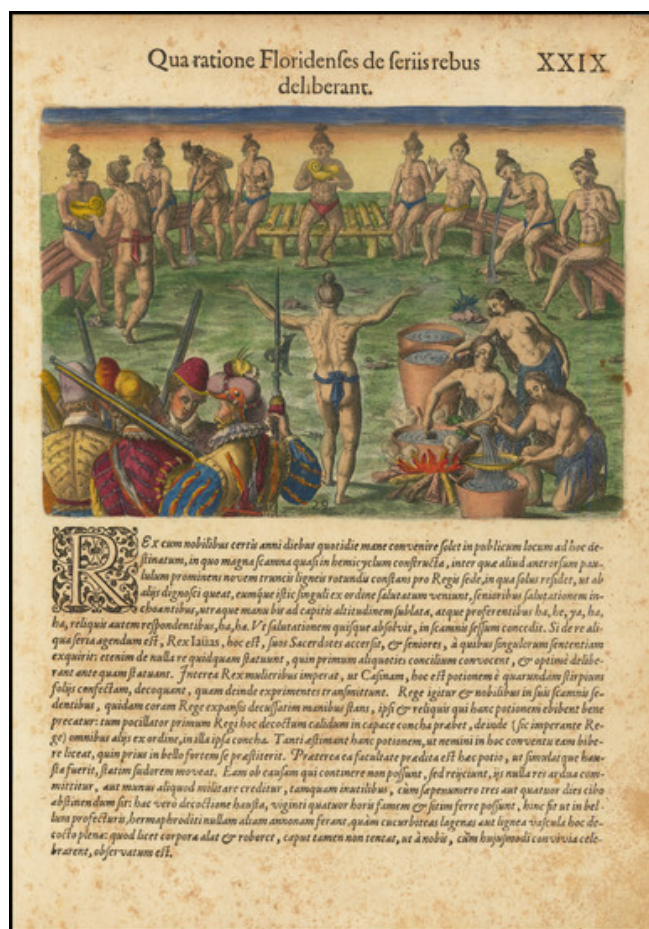 Qua ratione Floridenses de seriis rebus
deliberant.
XXIX
29
REx cum nobilibus certis anni diebus quotidie mane convenire solet in publicum locum ad hoc de-
stinatum, in quo magna scamna quasi in hemicyclum constructa, inter quæ aliud antrorsum pau-
lulum prominens novem truncis ligneis rotundis constans pro Regis sede, in qua solus residet, ut ab
alijs dignosci queat, eumque istic singuli ex ordine salutatum veniunt, senioribus salutationem in-
choantibus, utraque manu bis ad capitis altitudinem sublata, atque proferentibus ha, he, ya, ha,
ha, reliquis autem respondentibus, ha, ha. Vt salutationem quisque absolvit, in scamnis sessum concedit. Si de re ali-
qua seria agendum est, Rex Iaüas, hoc est, suos Sacerdotes accersit, & seniores, à quibus singulorum sententiam
exquirit: etenim de nulla re quidquam statuunt, quin primum aliquoties concilium convocent, & optimè delibe-
rant ante quam statuant. Interea Rex mulieribus imperat, ut Casinam, hoc est potionem è quarundam stirpium
folijs confectam, decoquant, quam deinde exprimentes transmittunt. Rege igitur & nobilibus in suis scamnis se-
dentibus, quidam coram Rege expansis decussatim manibus stans, ipsi & reliquis qui hanc potionem ebibent bene
precatur: tum pocillator primum Regi hoc decoctum calidum in capace concha præbet, deinde (sic imperante Re-
ge) omnibus alijs ex ordine, in illa ipsa concha. Tanti æstimant hanc potionem, ut nemini in hoc conventu eam bibe-
re liceat, quin prius in bello fortem se præstiterit. Præterea ea facultate prædita est hæc potio, ut simulatque hau-
sta fuerit, statim sudorem moveat. Eam ob causam qui continere non possunt, sed rejiciunt, ijs nulla res ardua com-
mittitur, aut munus aliquod militare creditur, tamquam inutilibus, cùm sæpenumero tres aut quatuor dies cibo
abstinendum sit: hac verò decoctione hausta, viginti quatuor horis famem & sitim ferre possunt, hinc fit ut in bel-
lum profecturis, hermaphroditi nullam aliam annonam ferant, quàm cucurbiteas lagenas aut lignea vascula hoc de-
cocto plena: quod licet corpora alat & roboret, caput tamen non tentat, ut à nobis, cùm hujusmodi convivia cele-
brarent, observatum est.